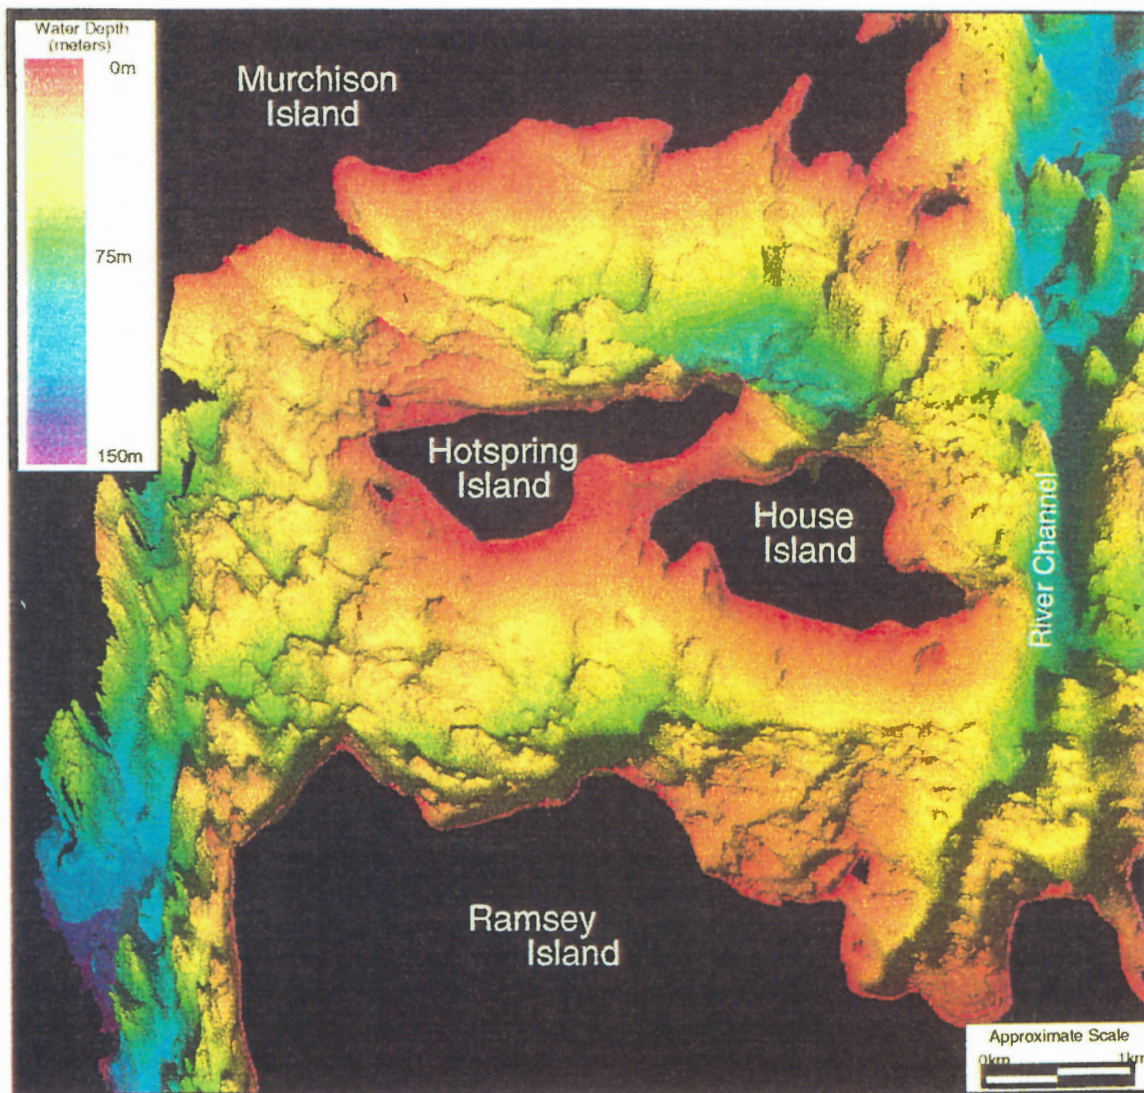 Water Depth
(meters)
0m
75m
150m
Murchison
Island
Hotspring
Island
House
Island
River Channel
Ramsey
Island
Approximate Scale
0km 1km